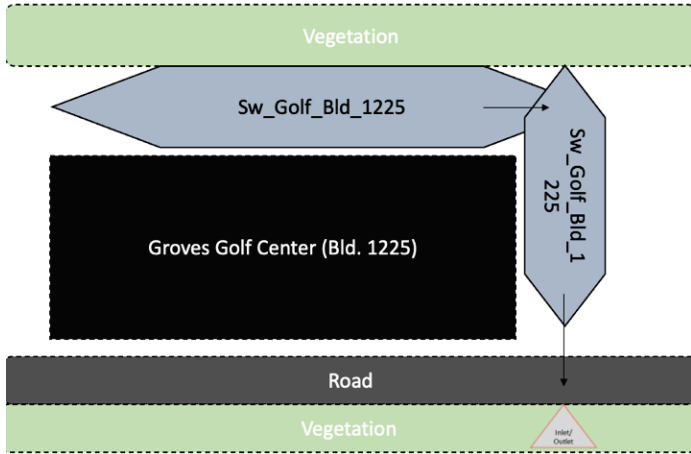 Vegetation
Sw_Golf_Bld_1225
Sw_Golf_Bld_1
225
Groves Golf Center (Bld. 1225)
Road
Vegetation
Inlet/
Outlet